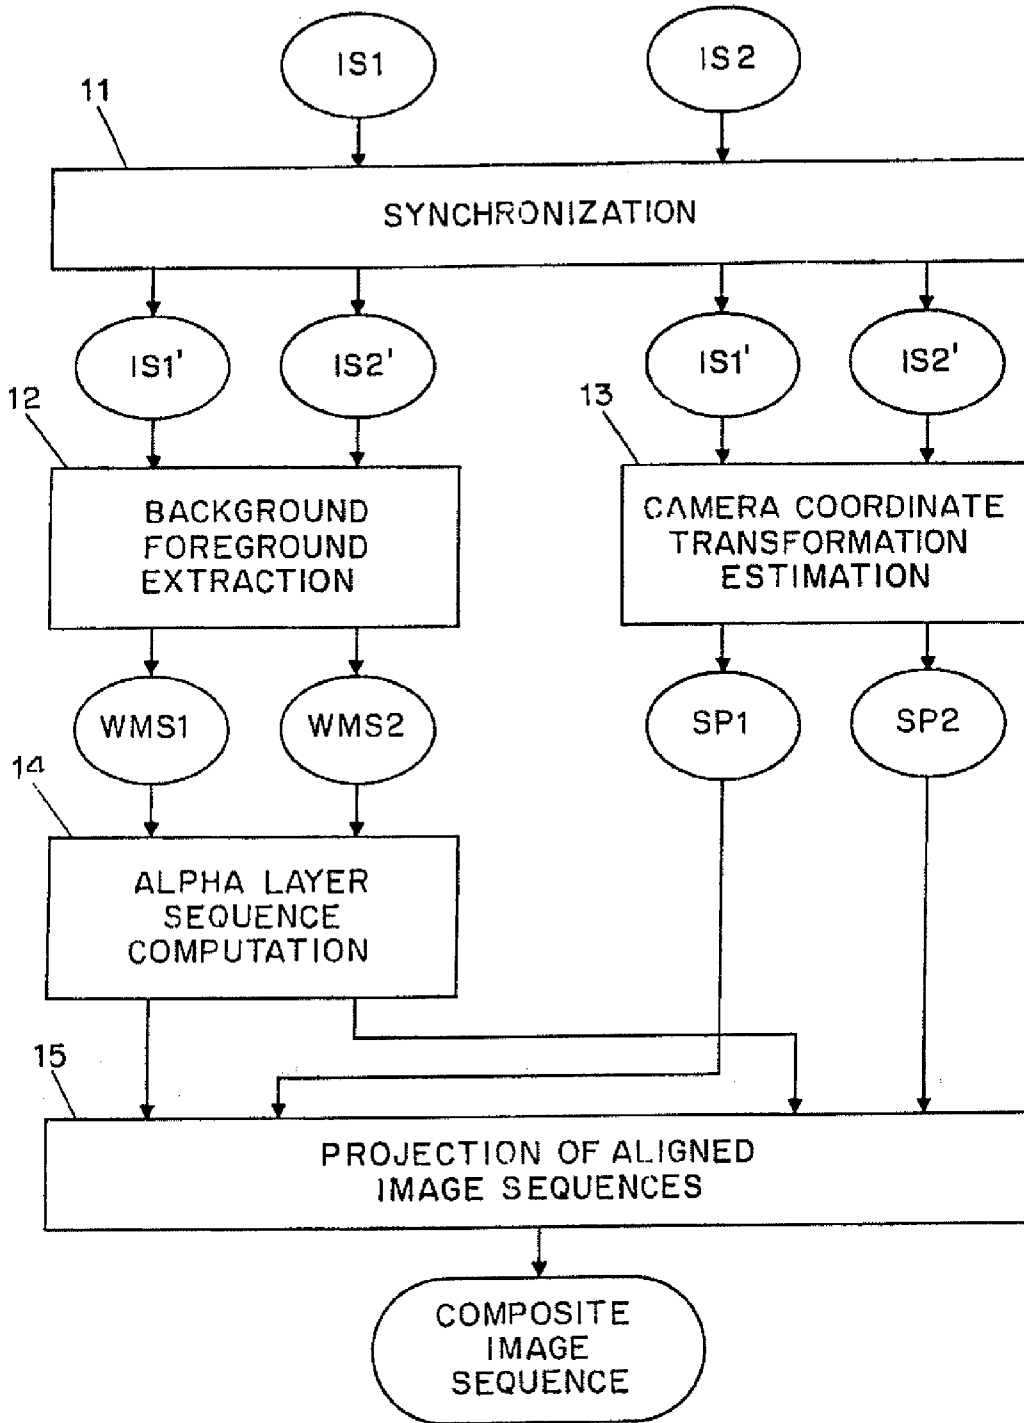 IS1
IS2
11
SYNCHRONIZATION
IS1'
IS2'
IS1'
IS2'
12
13
BACKGROUND
FOREGROUND
EXTRACTION
CAMERA COORDINATE
TRANSFORMATION
ESTIMATION
WMS1
WMS2
SP1
SP2
14
ALPHA LAYER
SEQUENCE
COMPUTATION
15
PROJECTION OF ALIGNED
IMAGE SEQUENCES
COMPOSITE
IMAGE
SEQUENCE